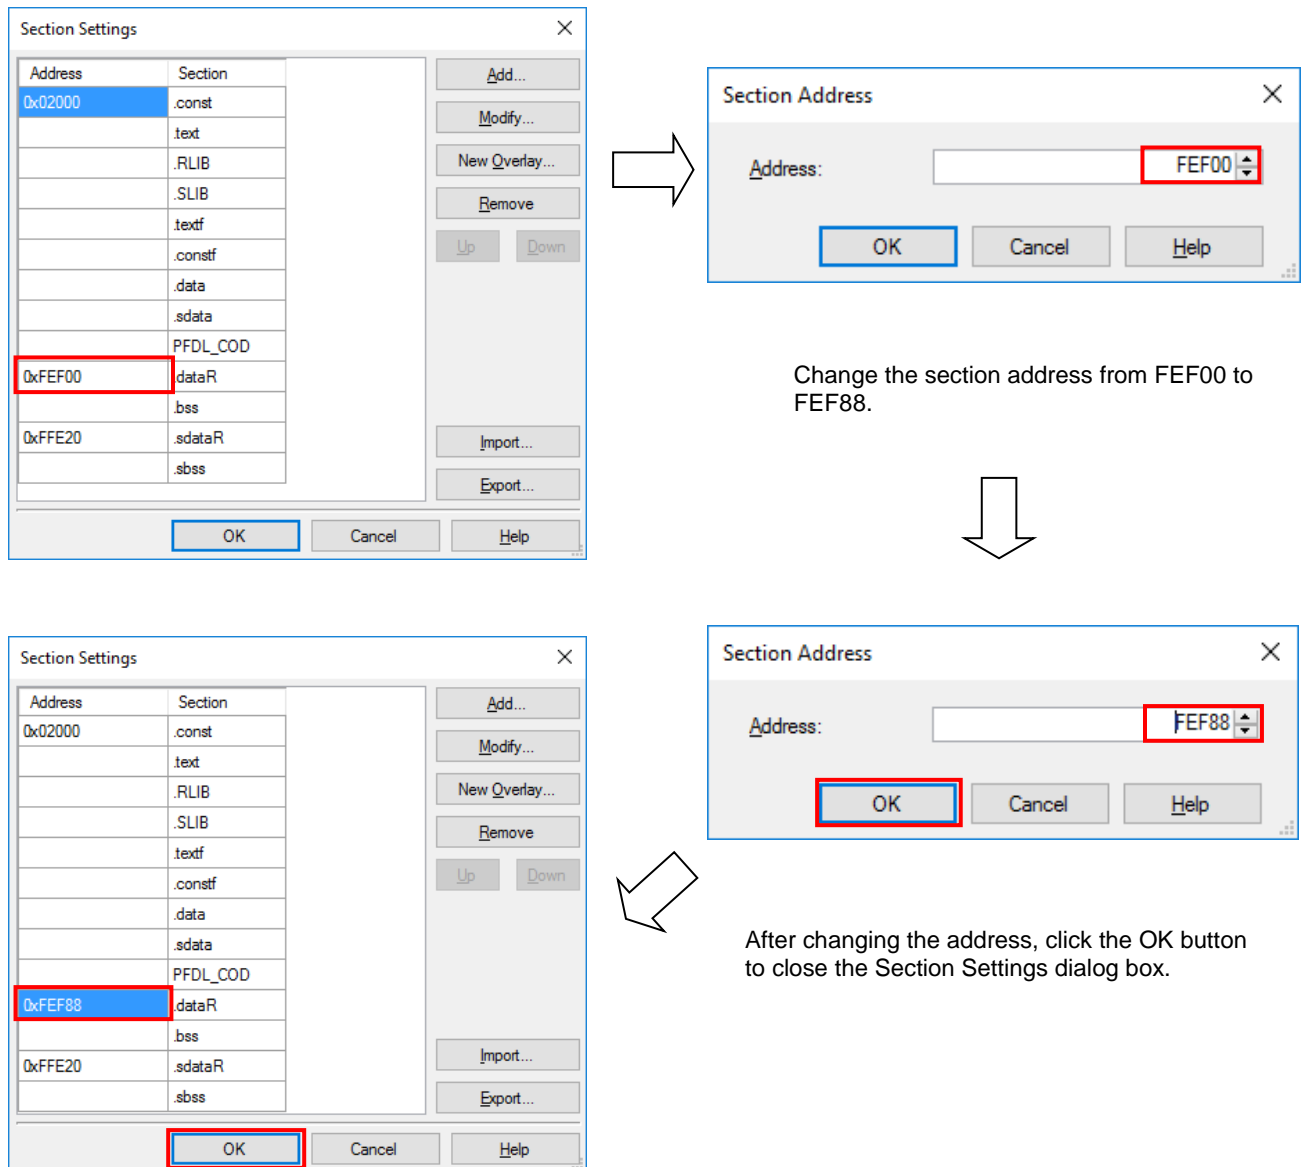 Section Settings
Address Section
0x02000 .const
.text
.RLIB
.SLIB
.textf
.constf
.data
.sdata
PFDL_COD
0xFEF00 .dataR
.bss
0xFFE20 .sdataR
.sbss
Add...
Modify...
New Overlay...
Remove
Up Down
Import...
Export...
OK Cancel Help
Section Address
Address: FEF00
OK Cancel Help
Change the section address from FEF00 to
FEF88.
Section Address
Address: FEF88
OK Cancel Help
After changing the address, click the OK button
to close the Section Settings dialog box.
Section Settings
Address Section
0x02000 .const
.text
.RLIB
.SLIB
.textf
.constf
.data
.sdata
PFDL_COD
0xFEF88 .dataR
.bss
0xFFE20 .sdataR
.sbss
Add...
Modify...
New Overlay...
Remove
Up Down
Import...
Export...
OK Cancel Help